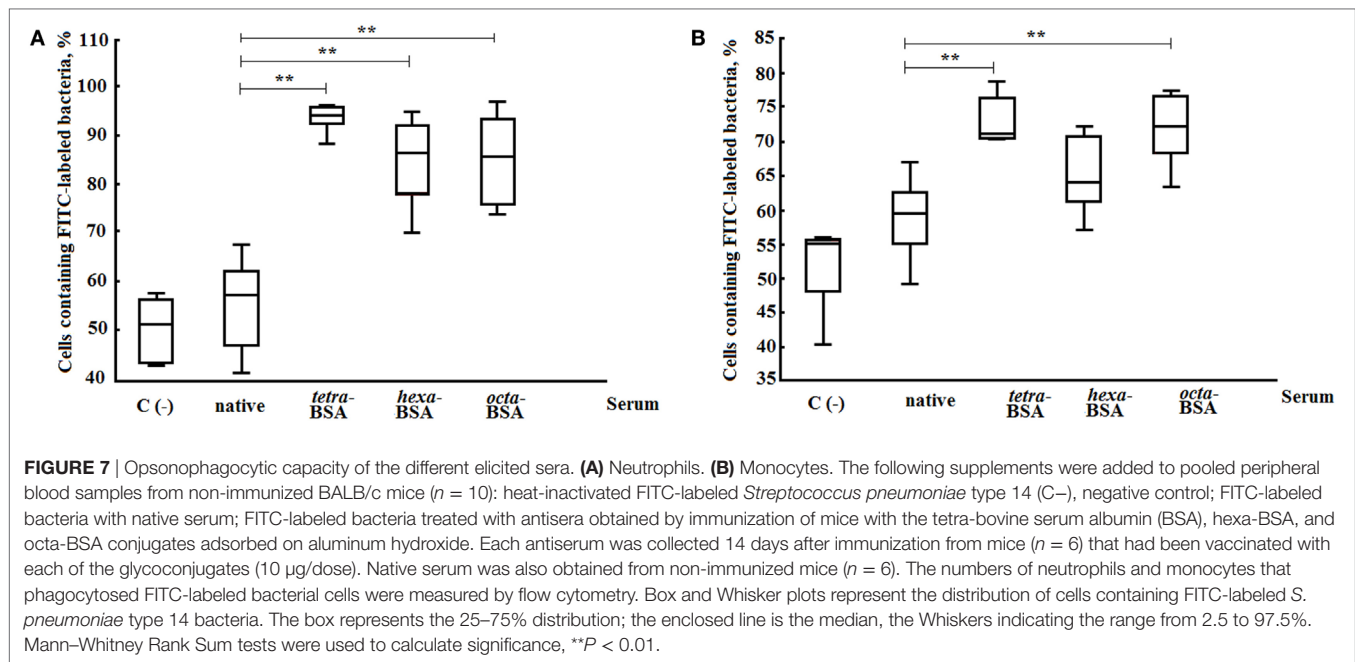 A
Cells containing FITC-labeled bacteria, %
110
100
90
80
70
60
50
40
**
**
**
C (-)
native
tetra-
BSA
hexa-
BSA
octa-
BSA
Serum
B
Cells containing FITC-labeled bacteria, %
85
80
75
70
65
60
55
50
45
40
35
**
**
C (-)
native
tetra-
BSA
hexa-
BSA
octa-
BSA
Serum
FIGURE 7 | Opsonophagocytic capacity of the different elicited sera. (A) Neutrophils. (B) Monocytes. The following supplements were added to pooled peripheral
blood samples from non-immunized BALB/c mice (n = 10): heat-inactivated FITC-labeled Streptococcus pneumoniae type 14 (C−), negative control; FITC-labeled
bacteria with native serum; FITC-labeled bacteria treated with antisera obtained by immunization of mice with the tetra-bovine serum albumin (BSA), hexa-BSA, and
octa-BSA conjugates adsorbed on aluminum hydroxide. Each antiserum was collected 14 days after immunization from mice (n = 6) that had been vaccinated with
each of the glycoconjugates (10 μg/dose). Native serum was also obtained from non-immunized mice (n = 6). The numbers of neutrophils and monocytes that
phagocytosed FITC-labeled bacterial cells were measured by flow cytometry. Box and Whisker plots represent the distribution of cells containing FITC-labeled S.
pneumoniae type 14 bacteria. The box represents the 25–75% distribution; the enclosed line is the median, the Whiskers indicating the range from 2.5 to 97.5%.
Mann–Whitney Rank Sum tests were used to calculate significance, **P < 0.01.